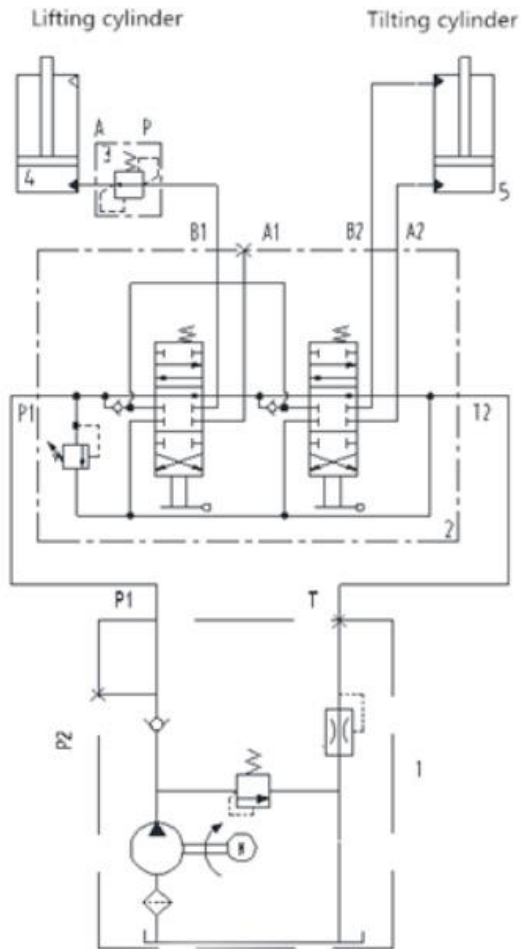 Lifting cylinder Tilting cylinder
A P
4 5
B1 A1 B2 A2
P1 T2
2
P1 T
P2 1
M